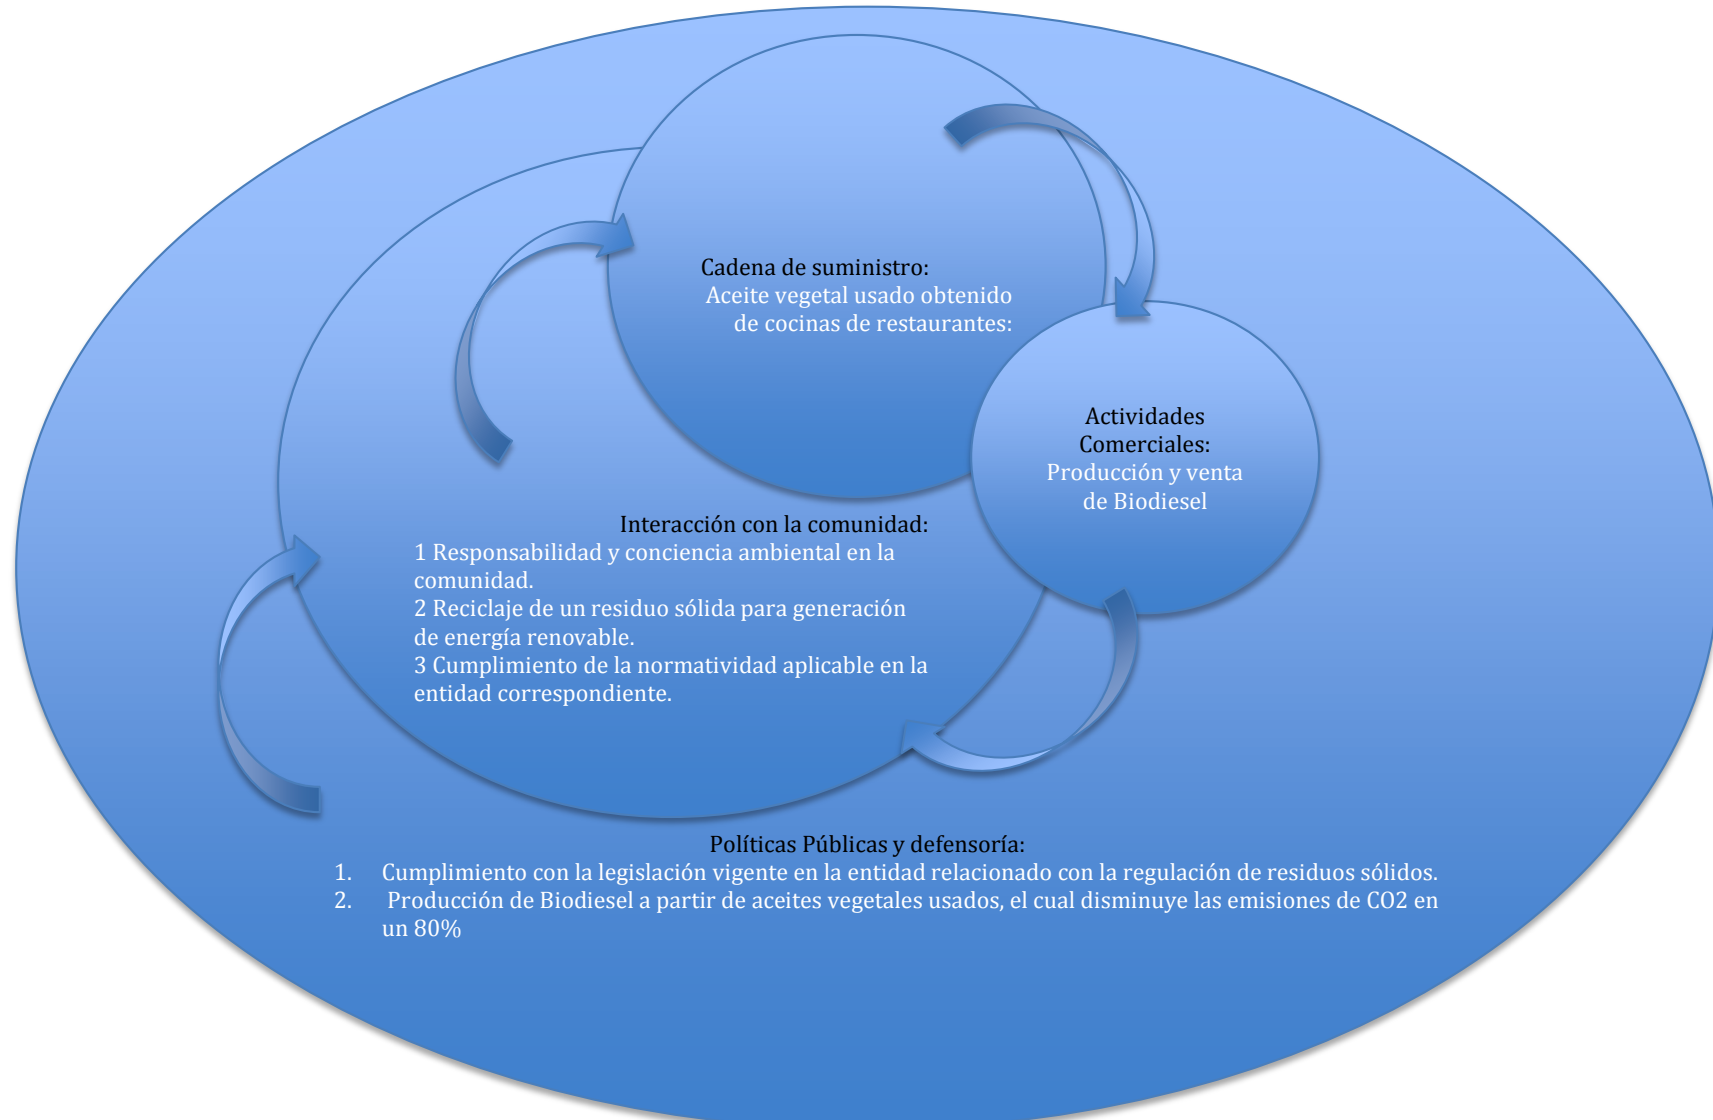 Cadena de suministro:
Aceite vegetal usado obtenido
de cocinas de restaurantes:
Actividades
Comerciales:
Producción y venta
de Biodiesel
Interacción con la comunidad:
1 Responsabilidad y conciencia ambiental en la
comunidad.
2 Reciclaje de un residuo sólida para generación
de energía renovable.
3 Cumplimiento de la normatividad aplicable en la
entidad correspondiente.
Políticas Públicas y defensoría:
1. Cumplimiento con la legislación vigente en la entidad relacionado con la regulación de residuos sólidos.
2. Producción de Biodiesel a partir de aceites vegetales usados, el cual disminuye las emisiones de CO2 en
un 80%